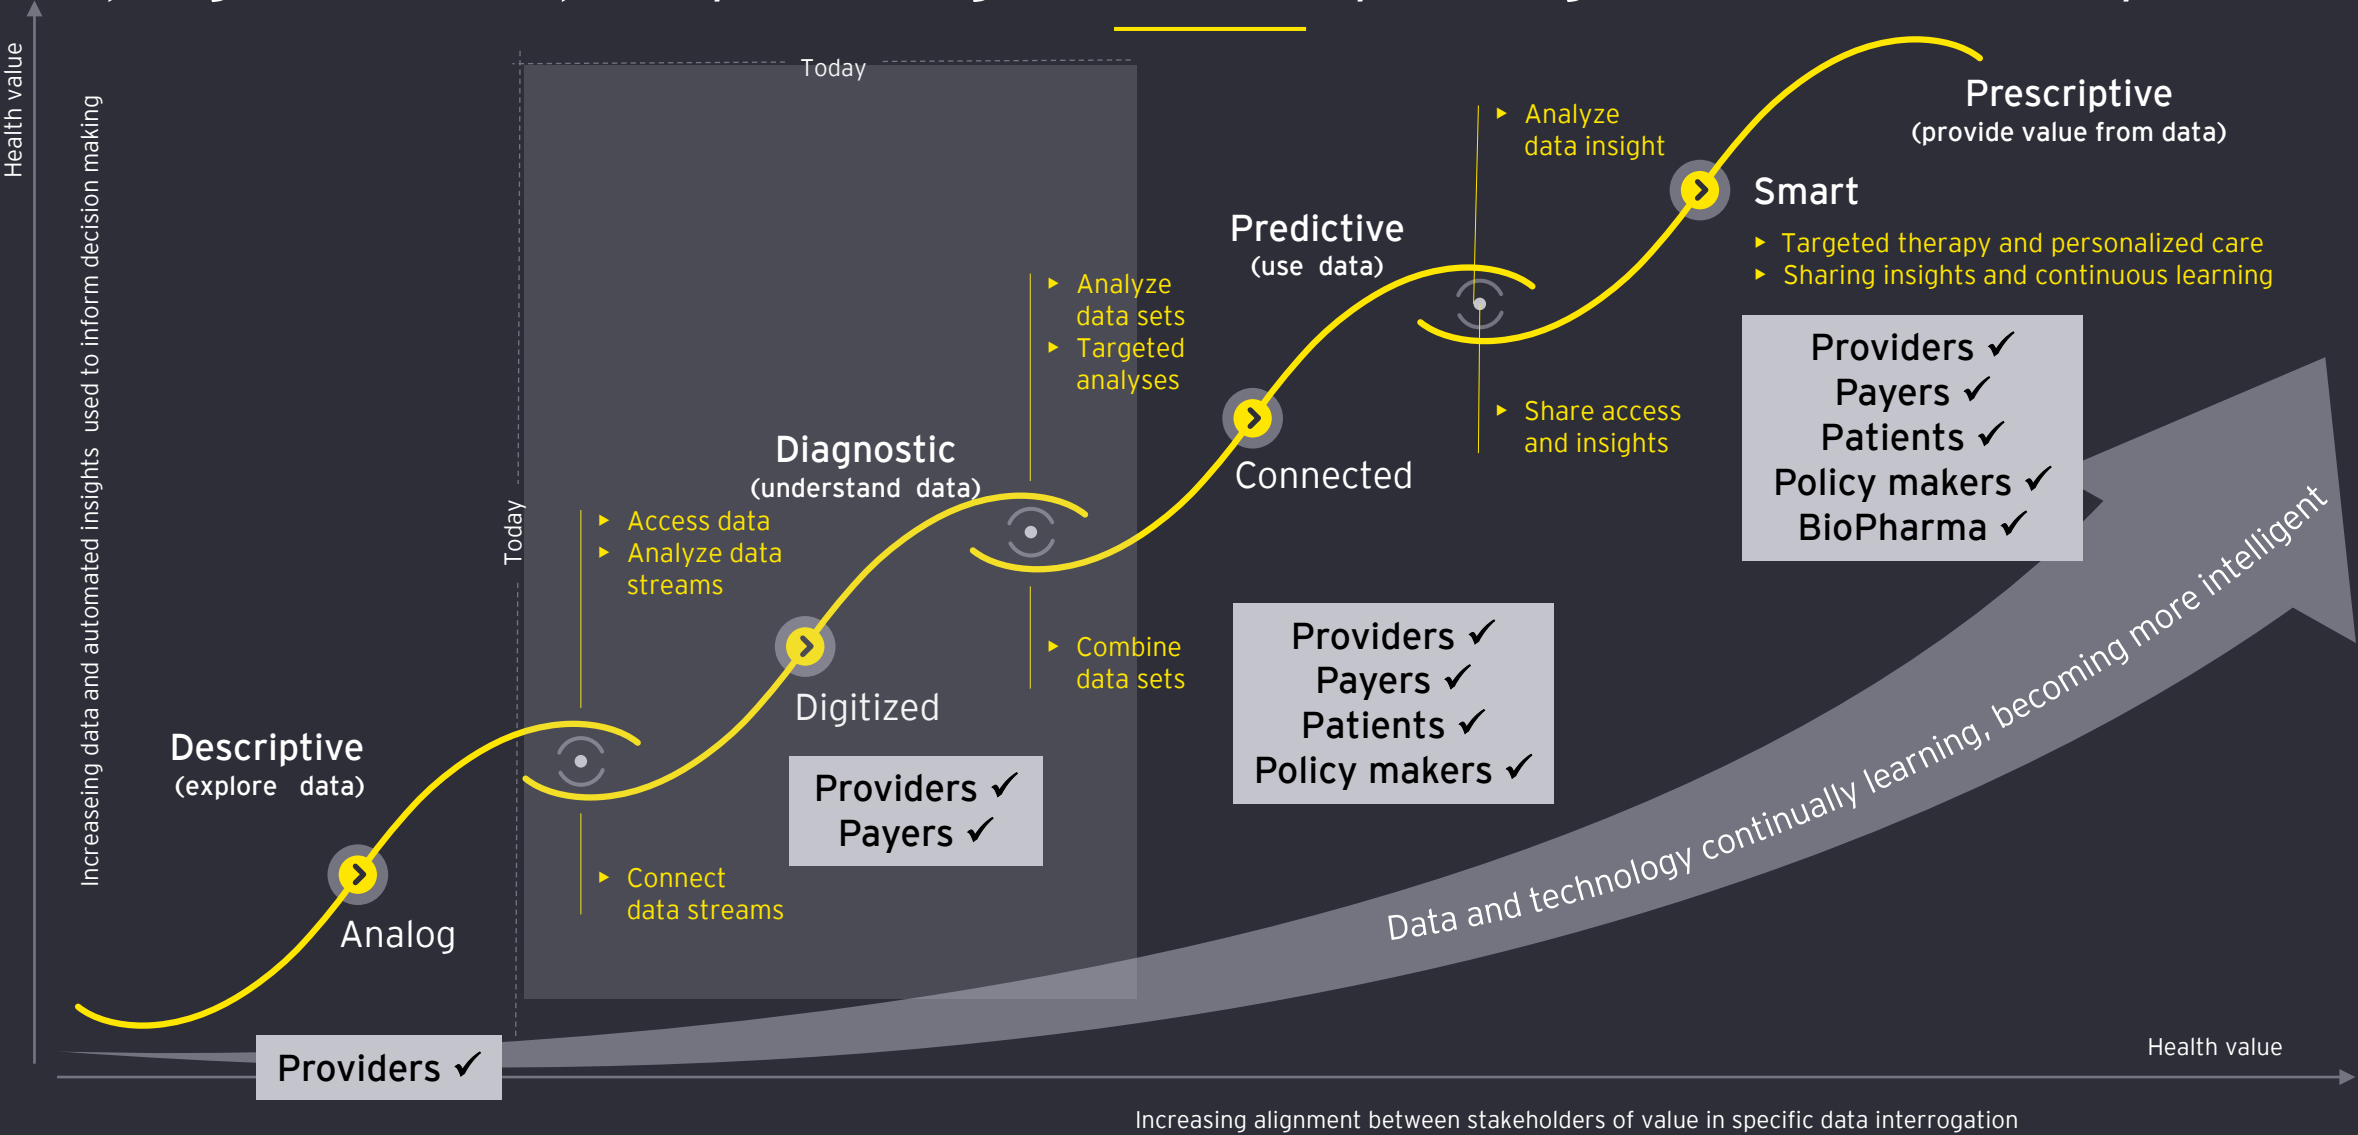 Health value
Increaseing data and automated insights used to inform decision making
Today
Today
Descriptive
(explore data)
Analog
Providers ✓
Access data
Analyze data
streams
Connect
data streams
Diagnostic
(understand data)
Digitized
Providers ✓
Payers ✓
Analyze
data sets
Targeted
analyses
Combine
data sets
Predictive
(use data)
Connected
Providers ✓
Payers ✓
Patients ✓
Policy makers ✓
Analyze
data insight
Share access
and insights
Prescriptive
(provide value from data)
Smart
Targeted therapy and personalized care
Sharing insights and continuous learning
Providers ✓
Payers ✓
Patients ✓
Policy makers ✓
BioPharma ✓
Data and technology continually learning, becoming more intelligent
Health value
Increasing alignment between stakeholders of value in specific data interrogation